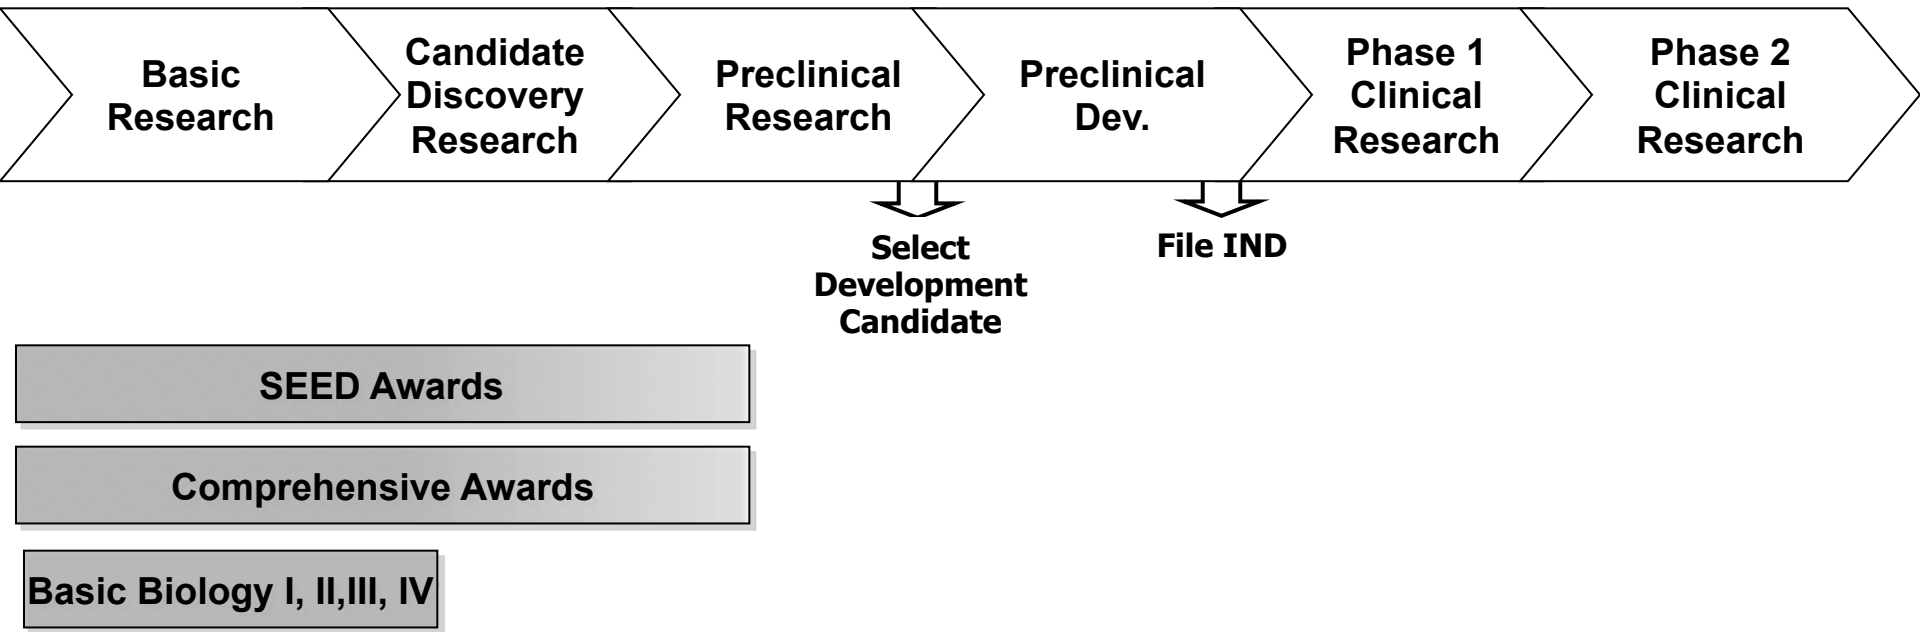 Basic
Research
Candidate
Discovery
Research
Preclinical
Research
Preclinical
Dev.
Phase 1
Clinical
Research
Phase 2
Clinical
Research
Select
Development
Candidate
File IND
SEED Awards
Comprehensive Awards
Basic Biology I, II,III, IV